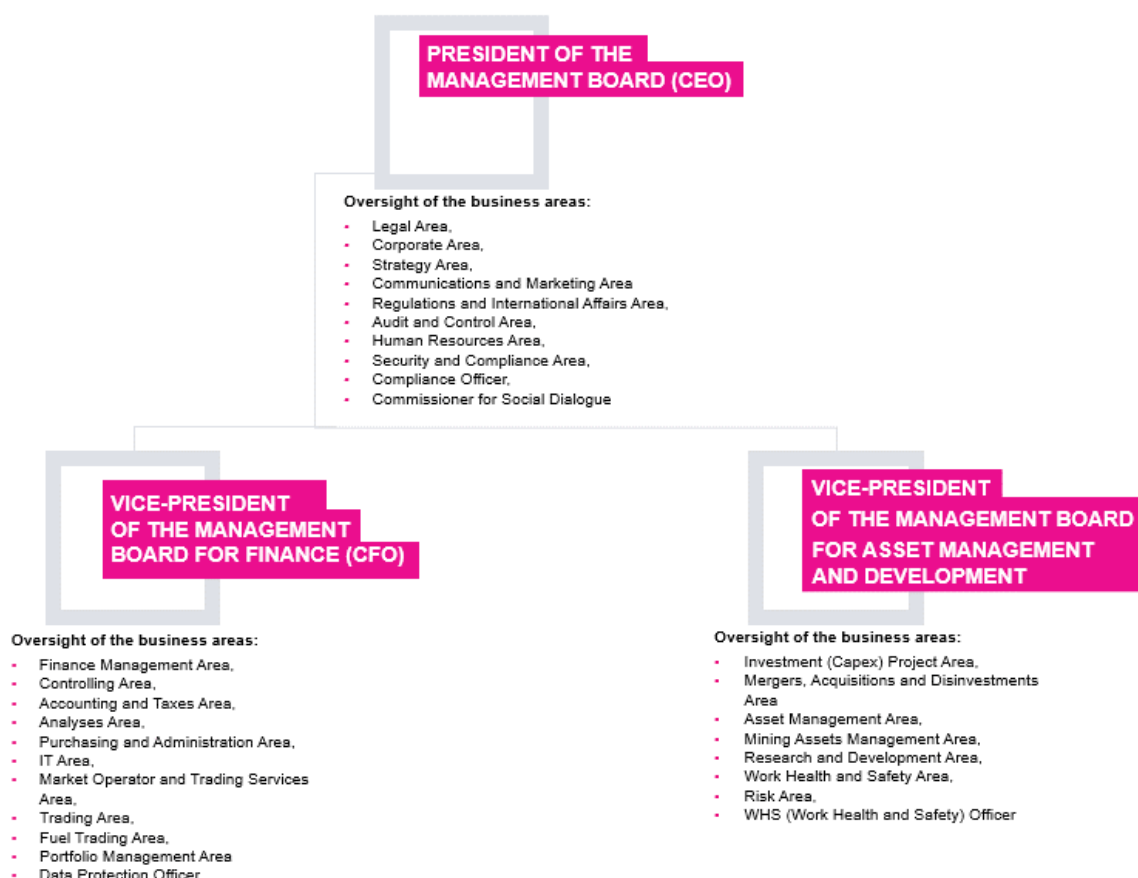 PRESIDENT OF THE
MANAGEMENT BOARD (CEO)
Oversight of the business areas:
▪ Legal Area,
▪ Corporate Area,
▪ Strategy Area,
▪ Communications and Marketing Area
▪ Regulations and International Affairs Area,
▪ Audit and Control Area,
▪ Human Resources Area,
▪ Security and Compliance Area,
▪ Compliance Officer,
▪ Commissioner for Social Dialogue
VICE-PRESIDENT
OF THE MANAGEMENT
BOARD FOR FINANCE (CFO)
Oversight of the business areas:
▪ Finance Management Area,
▪ Controlling Area,
▪ Accounting and Taxes Area,
▪ Analyses Area,
▪ Purchasing and Administration Area,
▪ IT Area,
▪ Market Operator and Trading Services
Area,
▪ Trading Area,
▪ Fuel Trading Area,
▪ Portfolio Management Area
▪ Data Protection Officer
VICE-PRESIDENT
OF THE MANAGEMENT BOARD
FOR ASSET MANAGEMENT
AND DEVELOPMENT
Oversight of the business areas:
▪ Investment (Capex) Project Area,
▪ Mergers, Acquisitions and Disinvestments
Area
▪ Asset Management Area,
▪ Mining Assets Management Area,
▪ Research and Development Area,
▪ Work Health and Safety Area,
▪ Risk Area,
▪ WHS (Work Health and Safety) Officer